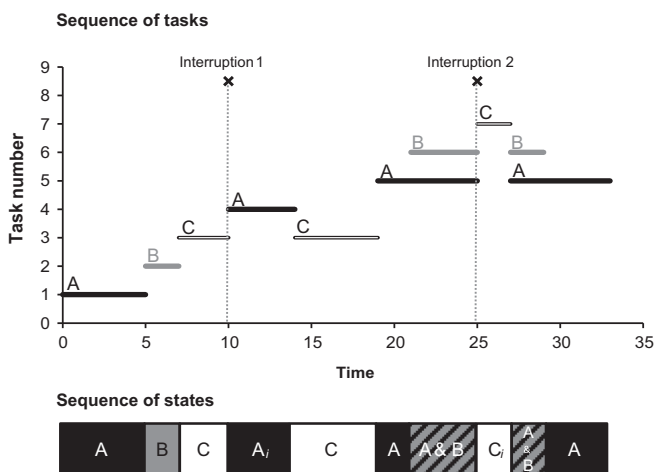 Sequence of tasks
Interruption 1
Interruption 2
9
8
7
6
5
4
3
2
1
0
Task number
A
B
C
A
C
A
B
C
B
A
0
5
10
15
20
25
30
35
Time
Sequence of states
A
B
C
Ai
C
A
A & B
Ci
A & B
A